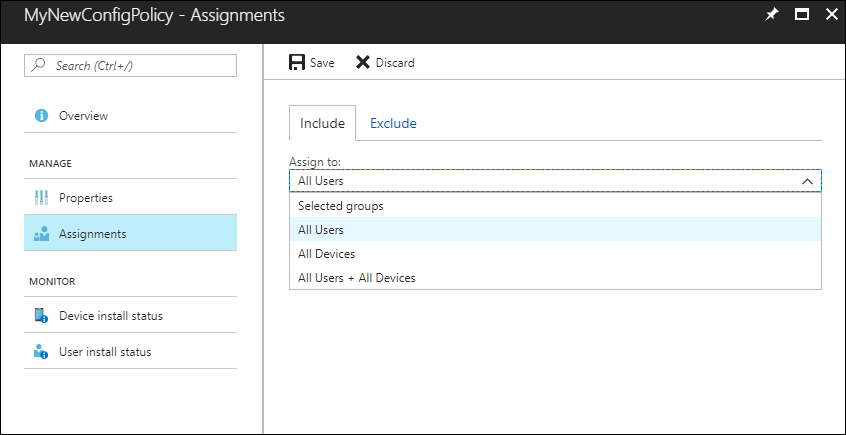 MyNewConfigPolicy - Assignments
Search (Ctrl+/)
Overview
MANAGE
Properties
Assignments
MONITOR
Device install status
User install status
Save Discard
Include Exclude
Assign to:
All Users
Selected groups
All Users
All Devices
All Users + All Devices